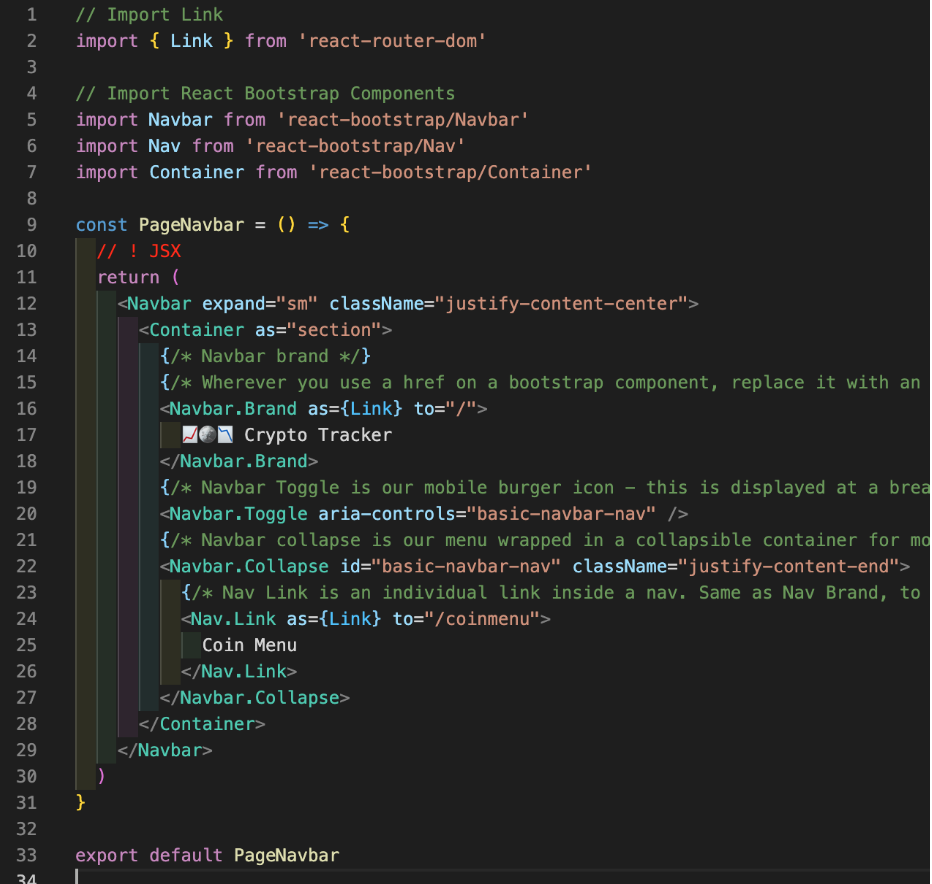 1 // Import Link
2 import { Link } from 'react-router-dom'
3
4 // Import React Bootstrap Components
5 import Navbar from 'react-bootstrap/Navbar'
6 import Nav from 'react-bootstrap/Nav'
7 import Container from 'react-bootstrap/Container'
8
9 const PageNavbar = () => {
10   // ! JSX
11   return (
12     <Navbar expand="sm" className="justify-content-center">
13       <Container as="section">
14         {/* Navbar brand */}
15         {/* Wherever you use a href on a bootstrap component, replace it with an
16         <Navbar.Brand as={Link} to="/">
17           📈🌚📉 Crypto Tracker
18         </Navbar.Brand>
19         {/* Navbar Toggle is our mobile burger icon – this is displayed at a
20         <Navbar.Toggle aria-controls="basic-navbar-nav" />
21         {/* Navbar collapse is our menu wrapped in a collapsible container for
22         <Navbar.Collapse id="basic-navbar-nav" className="justify-content-end">
23           {/* Nav Link is an individual link inside a nav. Same as Nav Brand, to
24           <Nav.Link as={Link} to="/coinmenu">
25             Coin Menu
26           </Nav.Link>
27         </Navbar.Collapse>
28       </Container>
29     </Navbar>
30   )
31 }
32
33 export default PageNavbar
34